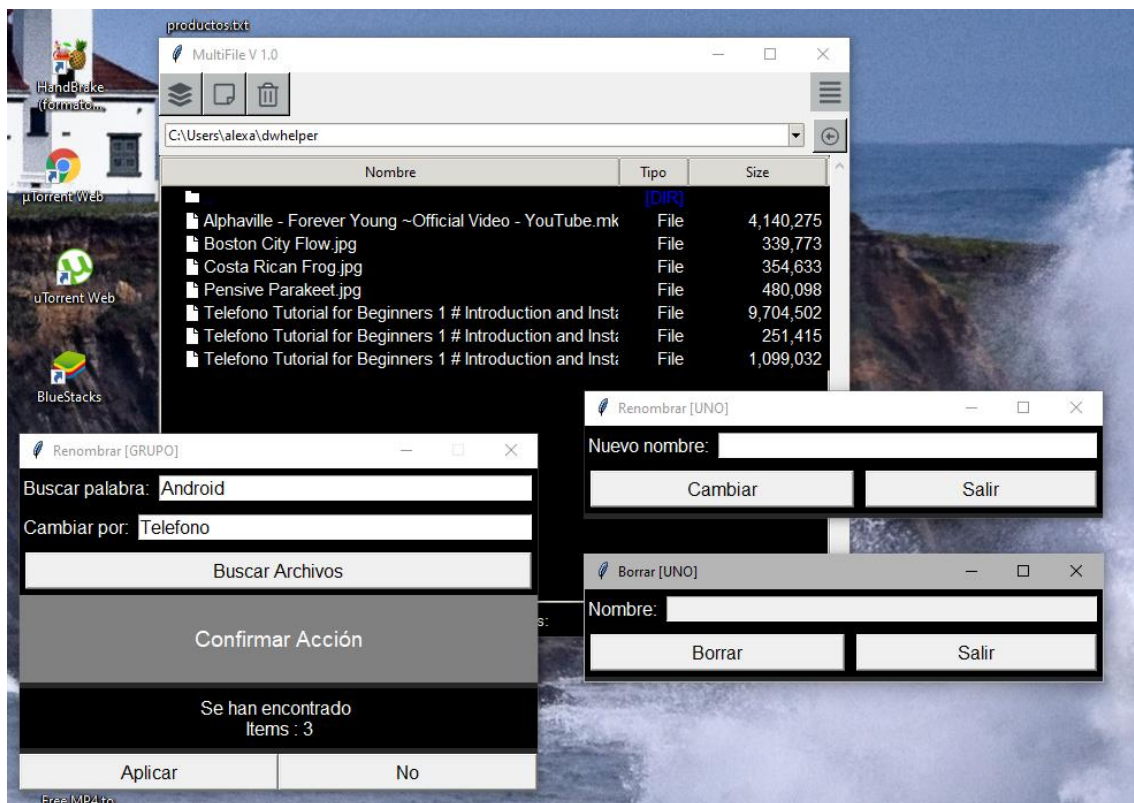 productos.txt
HandBrake
(formato...
µTorrent Web
uTorrent Web
BlueStacks
MultiFile V 1.0
C:\Users\alexa\dwhelper
Nombre Tipo Size
.. [DIR]
Alphaville - Forever Young ~Official Video - YouTube.mk File 4,140,275
Boston City Flow.jpg File 339,773
Costa Rican Frog.jpg File 354,633
Pensive Parakeet.jpg File 480,098
Telefono Tutorial for Beginners 1 # Introduction and Insta File 9,704,502
Telefono Tutorial for Beginners 1 # Introduction and Insta File 251,415
Telefono Tutorial for Beginners 1 # Introduction and Insta File 1,099,032
s:
Renombrar [GRUPO]
Buscar palabra: Android
Cambiar por: Telefono
Buscar Archivos
Confirmar Acción
Se han encontrado
Items : 3
Aplicar No
Renombrar [UNO]
Nuevo nombre:
Cambiar Salir
Borrar [UNO]
Nombre:
Borrar Salir
Free MP4 to